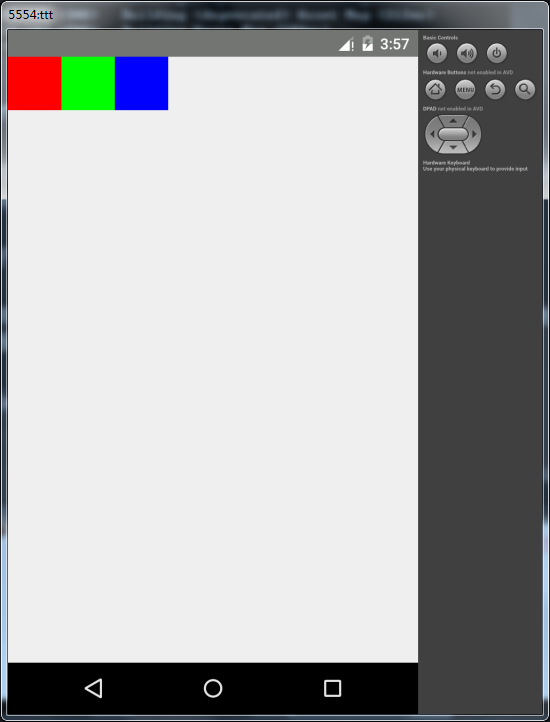 5554:ttt
3:57
Basic Controls
Hardware Buttons not enabled in AVD
MENU
DPAD not enabled in AVD
Hardware Keyboard
Use your physical keyboard to provide input